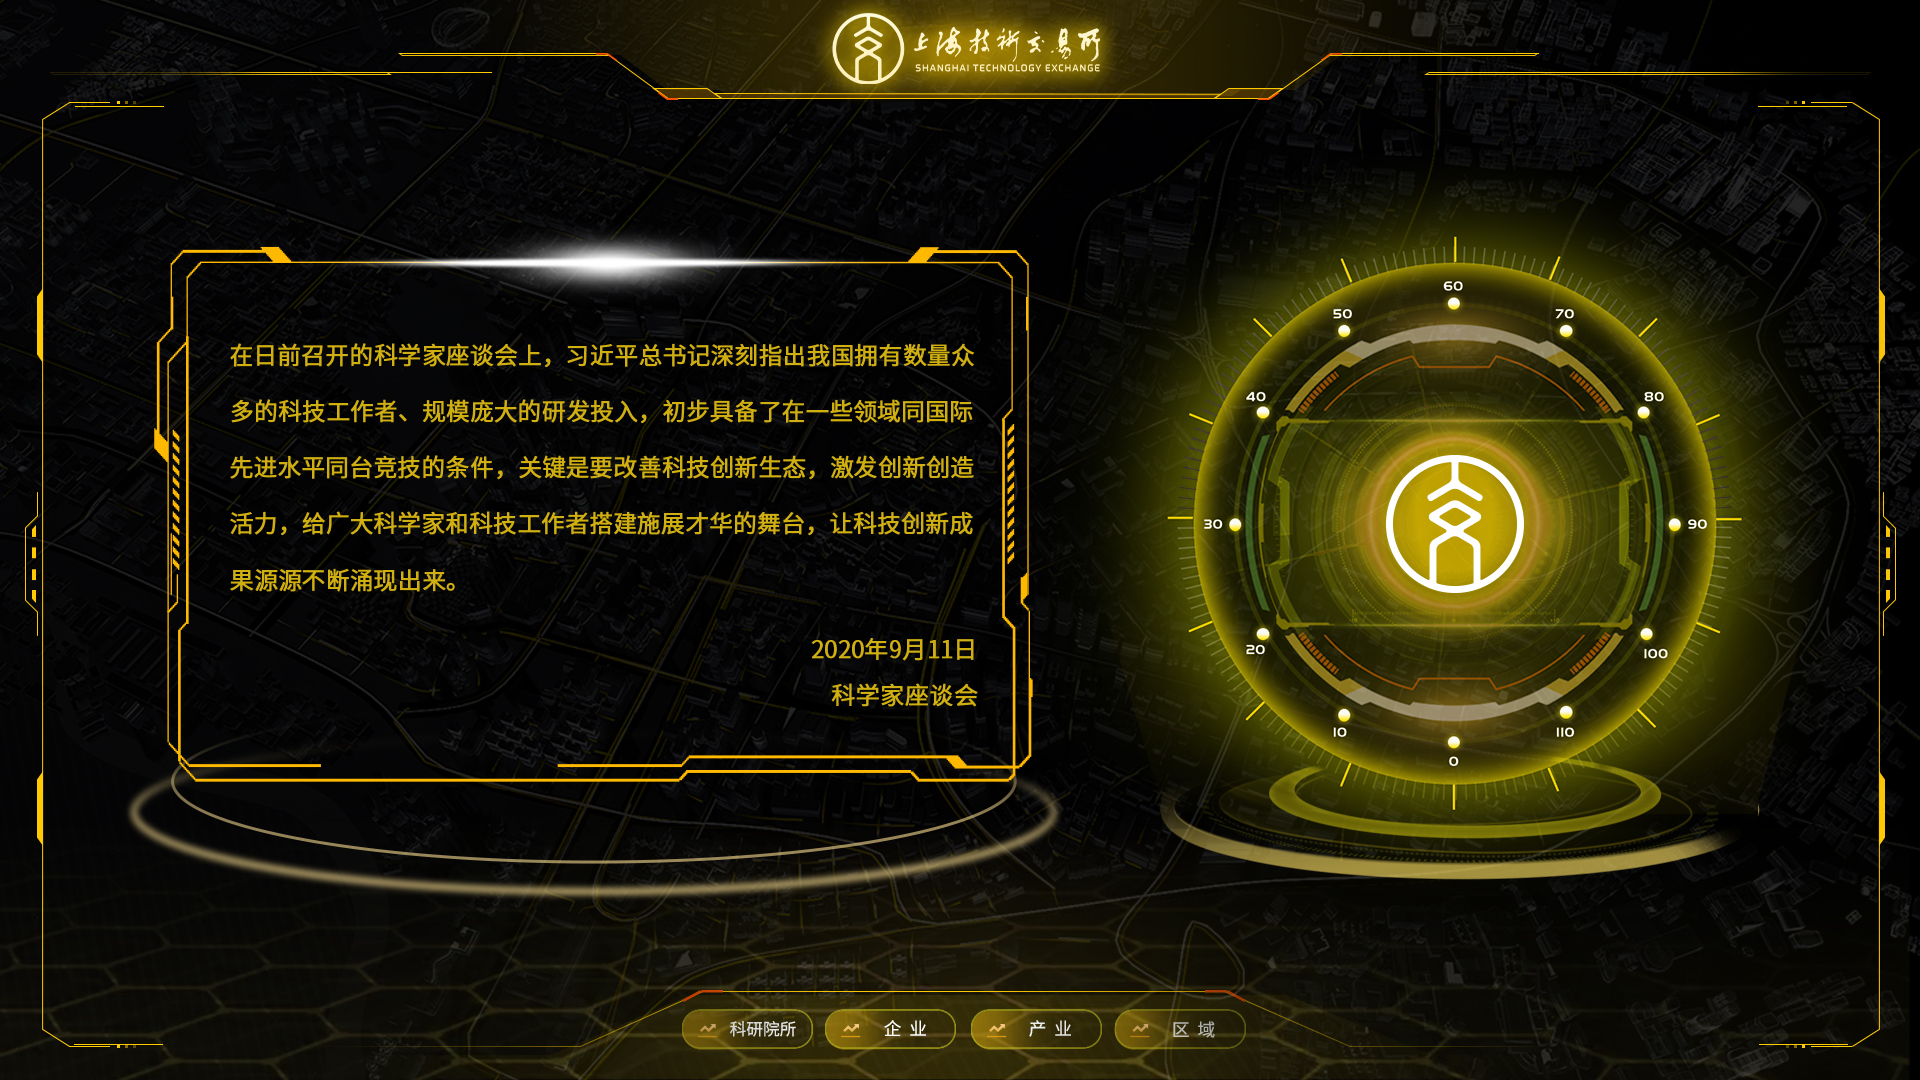 上海技術交易所
SHANGHAI TECHNOLOGY EXCHANGE
在日前召开的科学家座谈会上，习近平总书记深刻指出我国拥有数量众
多的科技工作者、规模庞大的研发投入，初步具备了在一些领域同国际
先进水平同台竞技的条件，关键是要改善科技创新生态，激发创新创造
活力，给广大科学家和科技工作者搭建施展才华的舞台，让科技创新成
果源源不断涌现出来。
2020年9月11日
科学家座谈会
60
50
70
40
80
30
90
20
100
10
110
0
科研院所
企业
产业
区域